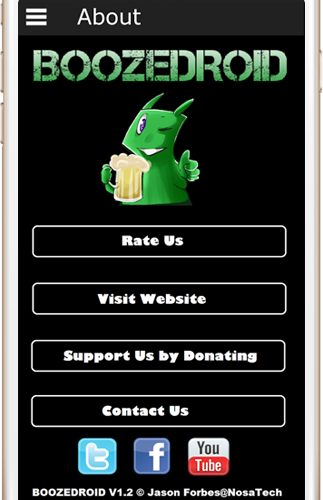 About
BOOZEDROID
Rate Us
Visit Website
Support Us by Donating
Contact Us
t f You Tube
BOOZEDROID V1.2 © Jason Forbes@NosaTech